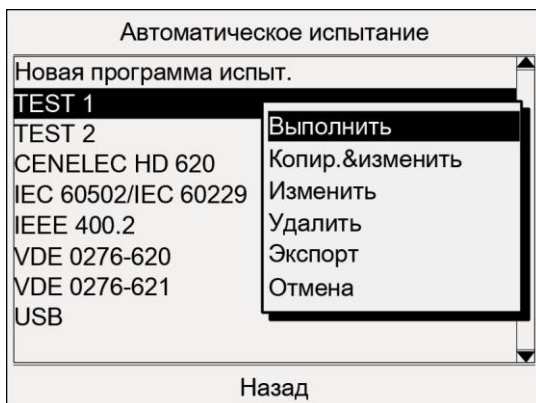 Автоматическое испытание
Новая программа испыт.
TEST 1
TEST 2
CENELEC HD 620
IEC 60502/IEC 60229
IEEE 400.2
VDE 0276-620
VDE 0276-621
USB
Выполнить
Копир.&изменить
Изменить
Удалить
Экспорт
Отмена
Назад